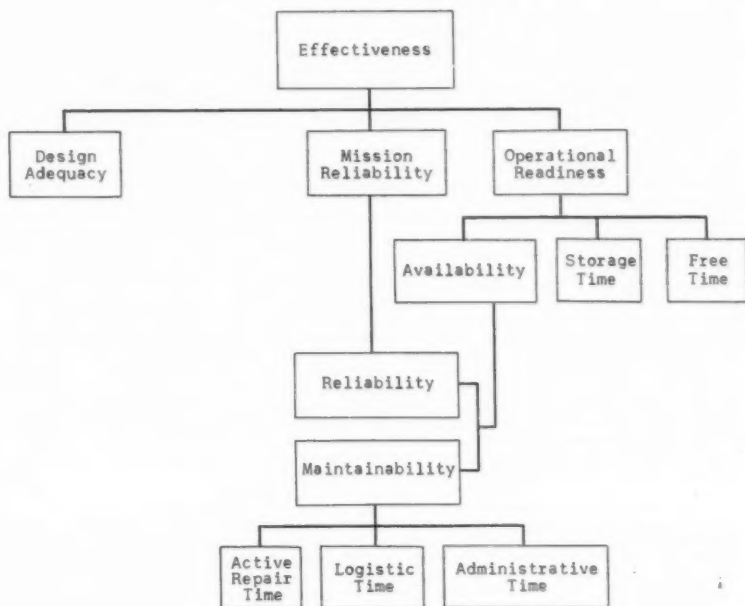 Effectiveness
Design
Adequacy
Mission
Reliability
Operational
Readiness
Availability
Storage
Time
Free
Time
Reliability
Maintainability
Active
Repair
Time
Logistic
Time
Administrative
Time